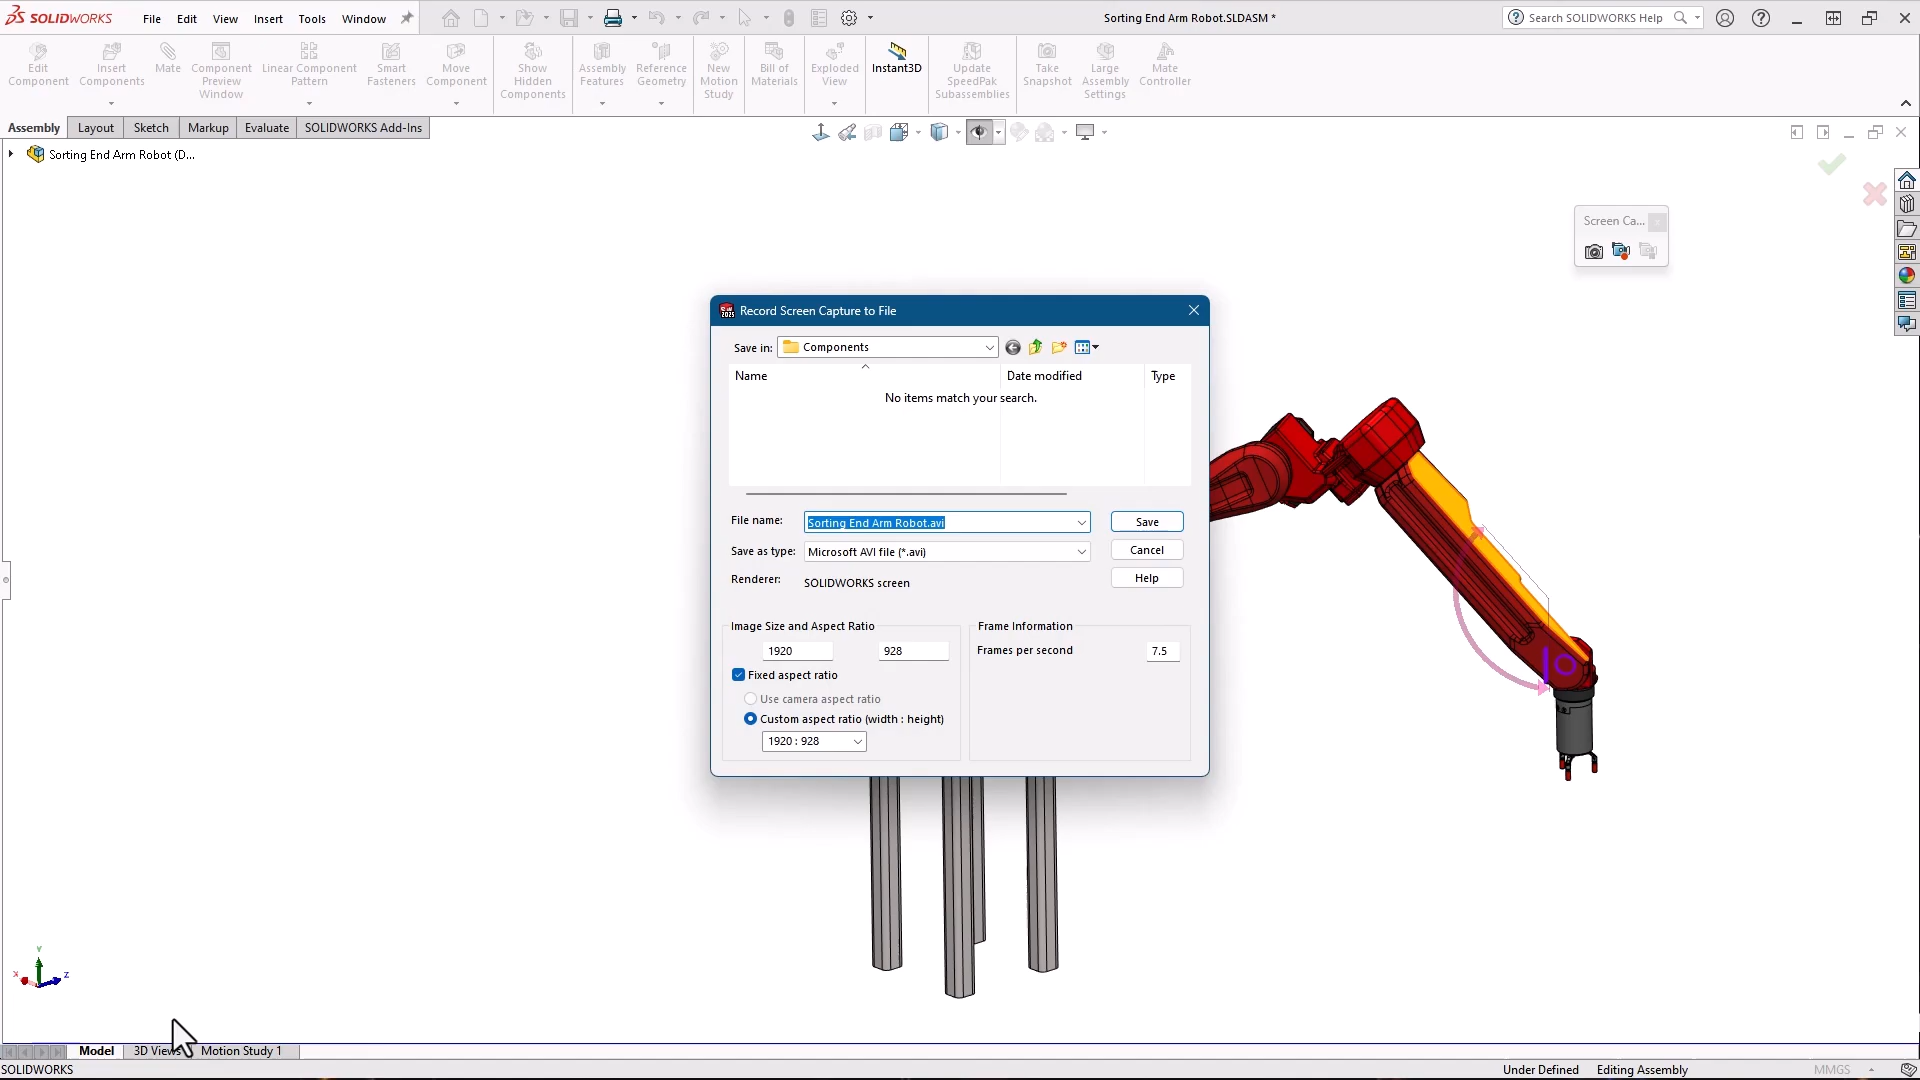 SOLIDWORKS File Edit View Insert Tools Window Sorting End Arm Robot.SLDASM * Search SOLIDWORKS Help
Edit Component
Insert Components
Mate
Component Preview Window
Linear Component Pattern
Smart Fasteners
Move Component
Show Hidden Components
Assembly Features
Reference Geometry
New Motion Study
Bill of Materials
Exploded View
Instant3D
Update SpeedPak Subassemblies
Take Snapshot
Large Assembly Settings
Mate Controller
Assembly Layout Sketch Markup Evaluate SOLIDWORKS Add-Ins
Sorting End Arm Robot (D...
Screen Ca...
Record Screen Capture to File
Save in: Components
Name Date modified Type
No items match your search.
File name: Sorting End Arm Robot.avi Save
Save as type: Microsoft AVI file (*.avi) Cancel
Renderer: SOLIDWORKS screen Help
Image Size and Aspect Ratio Frame Information
1920 928 Frames per second 7.5
Fixed aspect ratio
Use camera aspect ratio
Custom aspect ratio (width : height)
1920 : 928
Y
X Z
Model 3D Views Motion Study 1
SOLIDWORKS Under Defined Editing Assembly MMGS